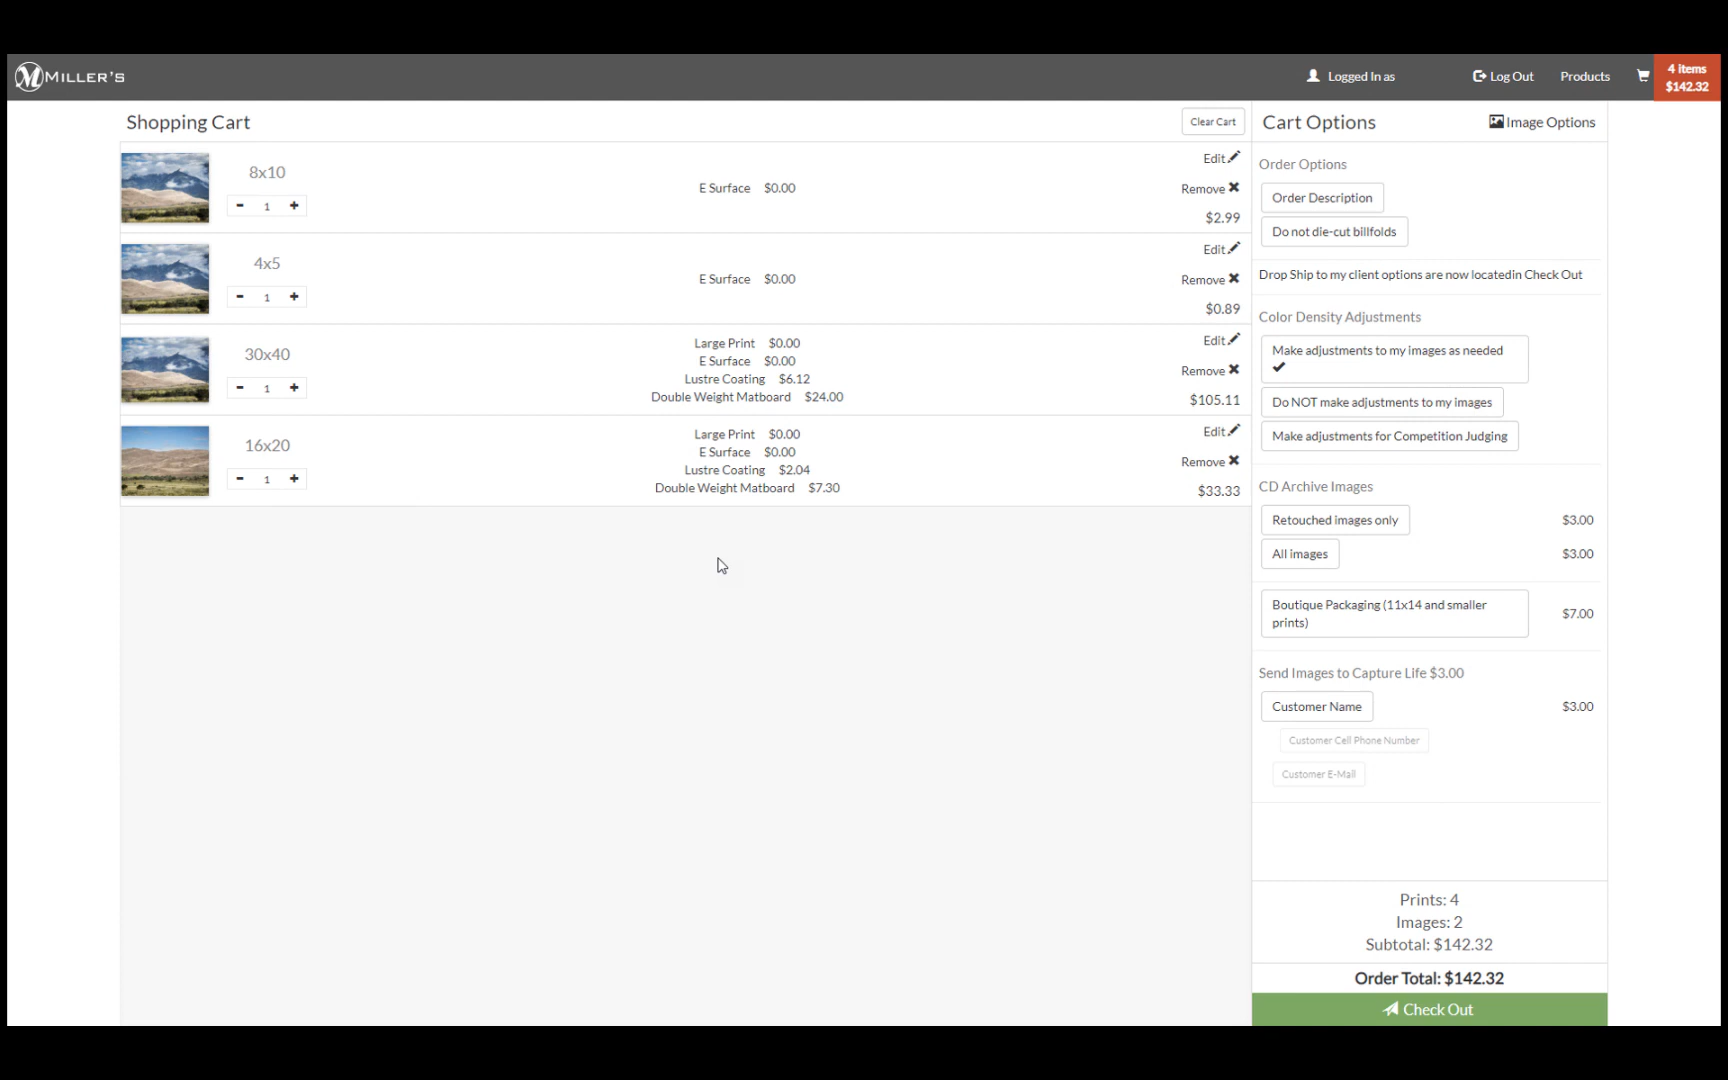 MILLER'S
Logged In as
Log Out
Products
4 items
$142.32
Shopping Cart
Clear Cart
8x10
- 1 +
E Surface $0.00
Edit
Remove
$2.99
4x5
- 1 +
E Surface $0.00
Edit
Remove
$0.89
30x40
- 1 +
Large Print $0.00
E Surface $0.00
Lustre Coating $6.12
Double Weight Matboard $24.00
Edit
Remove
$105.11
16x20
- 1 +
Large Print $0.00
E Surface $0.00
Lustre Coating $2.04
Double Weight Matboard $7.30
Edit
Remove
$33.33
Cart Options
Image Options
Order Options
Order Description
Do not die-cut billfolds
Drop Ship to my client options are now locatedin Check Out
Color Density Adjustments
Make adjustments to my images as needed
Do NOT make adjustments to my images
Make adjustments for Competition Judging
CD Archive Images
Retouched images only $3.00
All images $3.00
Boutique Packaging (11x14 and smaller
prints)
$7.00
Send Images to Capture Life $3.00
Customer Name $3.00
Customer Cell Phone Number
Customer E-Mail
Prints: 4
Images: 2
Subtotal: $142.32
Order Total: $142.32
Check Out